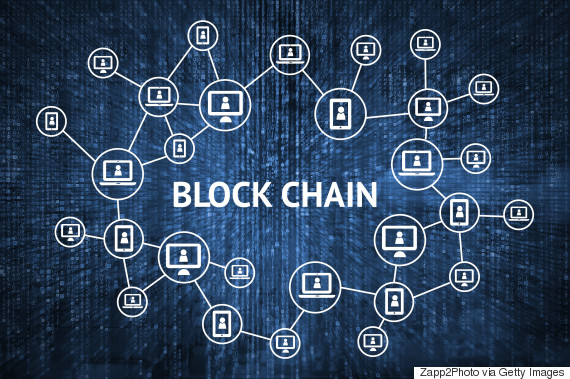 BLOCK CHAIN
Zapp2Photo via Getty Images